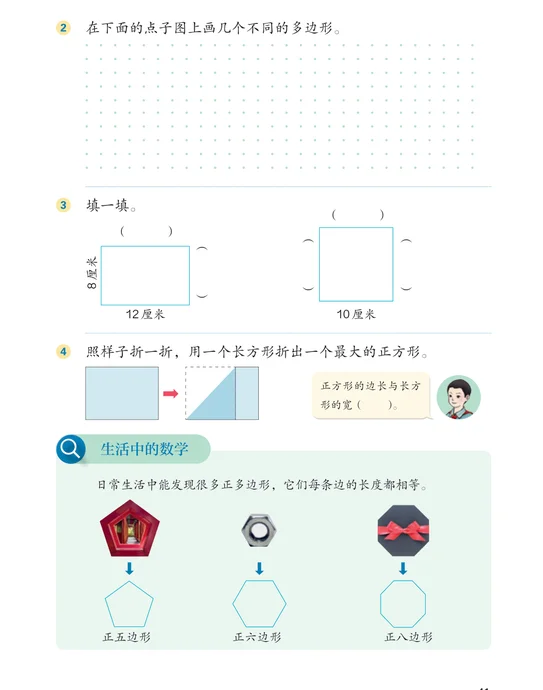 2 在下面的点子图上画几个不同的多边形。
3 填一填。
( )
( )
8厘米
( )
( )
( )
12厘米
10厘米
4 照样子折一折，用一个长方形折出一个最大的正方形。
正方形的边长与长方
形的宽( )。
生活中的数学
日常生活中能发现很多正多边形，它们每条边的长度都相等。
正五边形
正六边形
正八边形